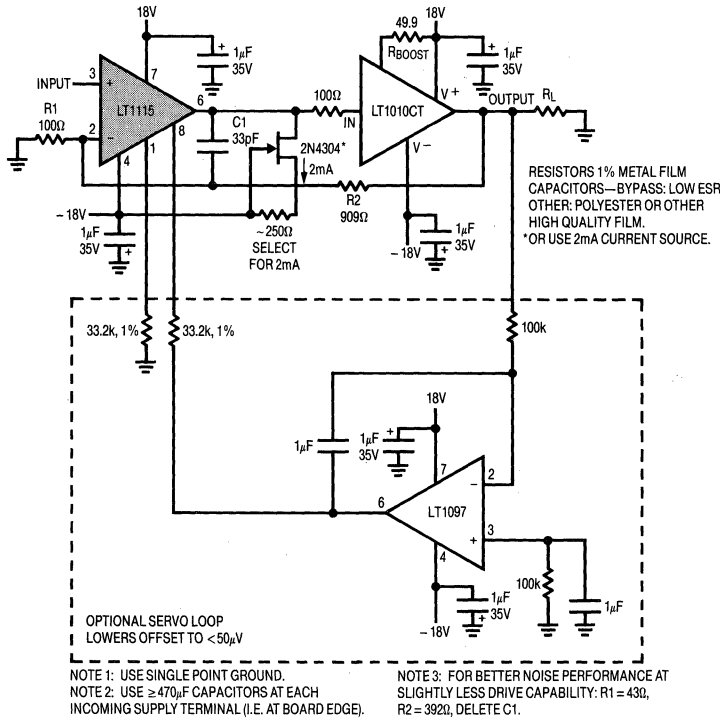 18V
1μF
35V
49.9
R_BOOST
18V
1μF
35V
INPUT
3
+
7
LT1115
6
100Ω
IN
LT1010CT
V+
V–
OUTPUT
R_L
R1
100Ω
2
–
4
1
8
C1
33pF
2N4304*
2mA
R2
909Ω
–18V
1μF
35V
~250Ω
SELECT
FOR 2mA
–18V
1μF
35V
RESISTORS 1% METAL FILM
CAPACITORS—BYPASS: LOW ESR
OTHER: POLYESTER OR OTHER
HIGH QUALITY FILM.
*OR USE 2mA CURRENT SOURCE.
33.2k, 1%
33.2k, 1%
100k
18V
1μF
1μF
35V
7
6
LT1097
–
2
+
3
4
100k
1μF
–18V
1μF
35V
OPTIONAL SERVO LOOP
LOWERS OFFSET TO <50μV
NOTE 1: USE SINGLE POINT GROUND.
NOTE 2: USE ≥470μF CAPACITORS AT EACH
INCOMING SUPPLY TERMINAL (I.E. AT BOARD EDGE).
NOTE 3: FOR BETTER NOISE PERFORMANCE AT
SLIGHTLY LESS DRIVE CAPABILITY: R1 = 43Ω,
R2 = 392Ω, DELETE C1.